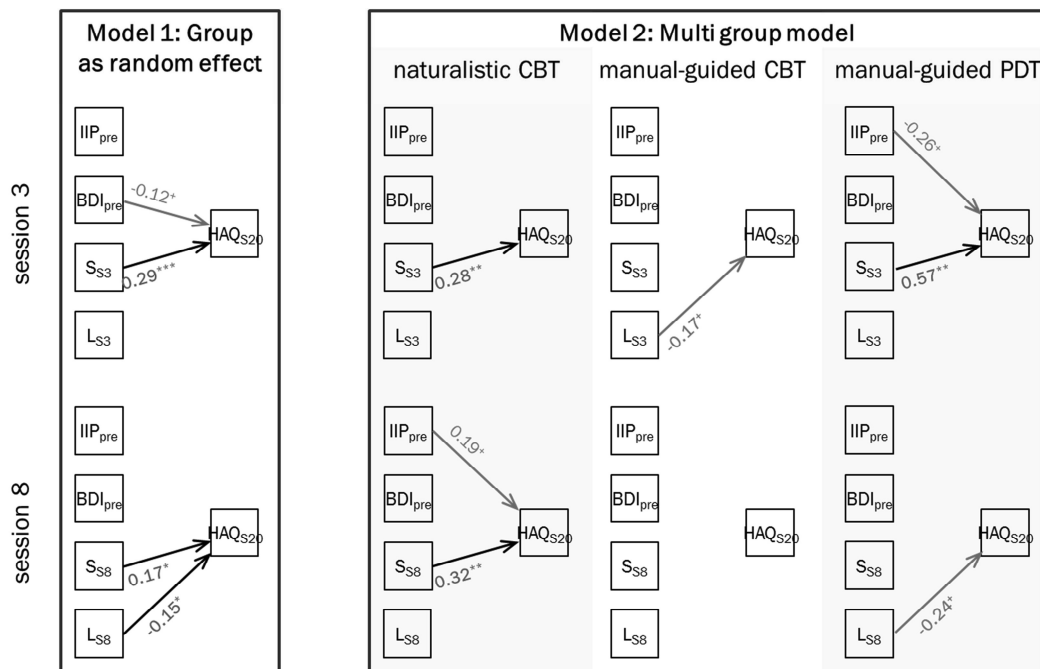 Model 1: Group
as random effect
Model 2: Multi group model
naturalistic CBT
manual-guided CBT
manual-guided PDT
session 3
IIPpre
BDIpre
SS3
LS3
HAQS20
-0.12+
0.29***
IIPpre
BDIpre
SS3
LS3
HAQS20
0.28**
IIPpre
BDIpre
SS3
LS3
HAQS20
-0.17+
IIPpre
BDIpre
SS3
LS3
HAQS20
-0.26+
0.57**
session 8
IIPpre
BDIpre
SS8
LS8
HAQS20
0.17*
-0.15*
IIPpre
BDIpre
SS8
LS8
HAQS20
0.19+
0.32**
IIPpre
BDIpre
SS8
LS8
HAQS20
IIPpre
BDIpre
SS8
LS8
HAQS20
-0.24+